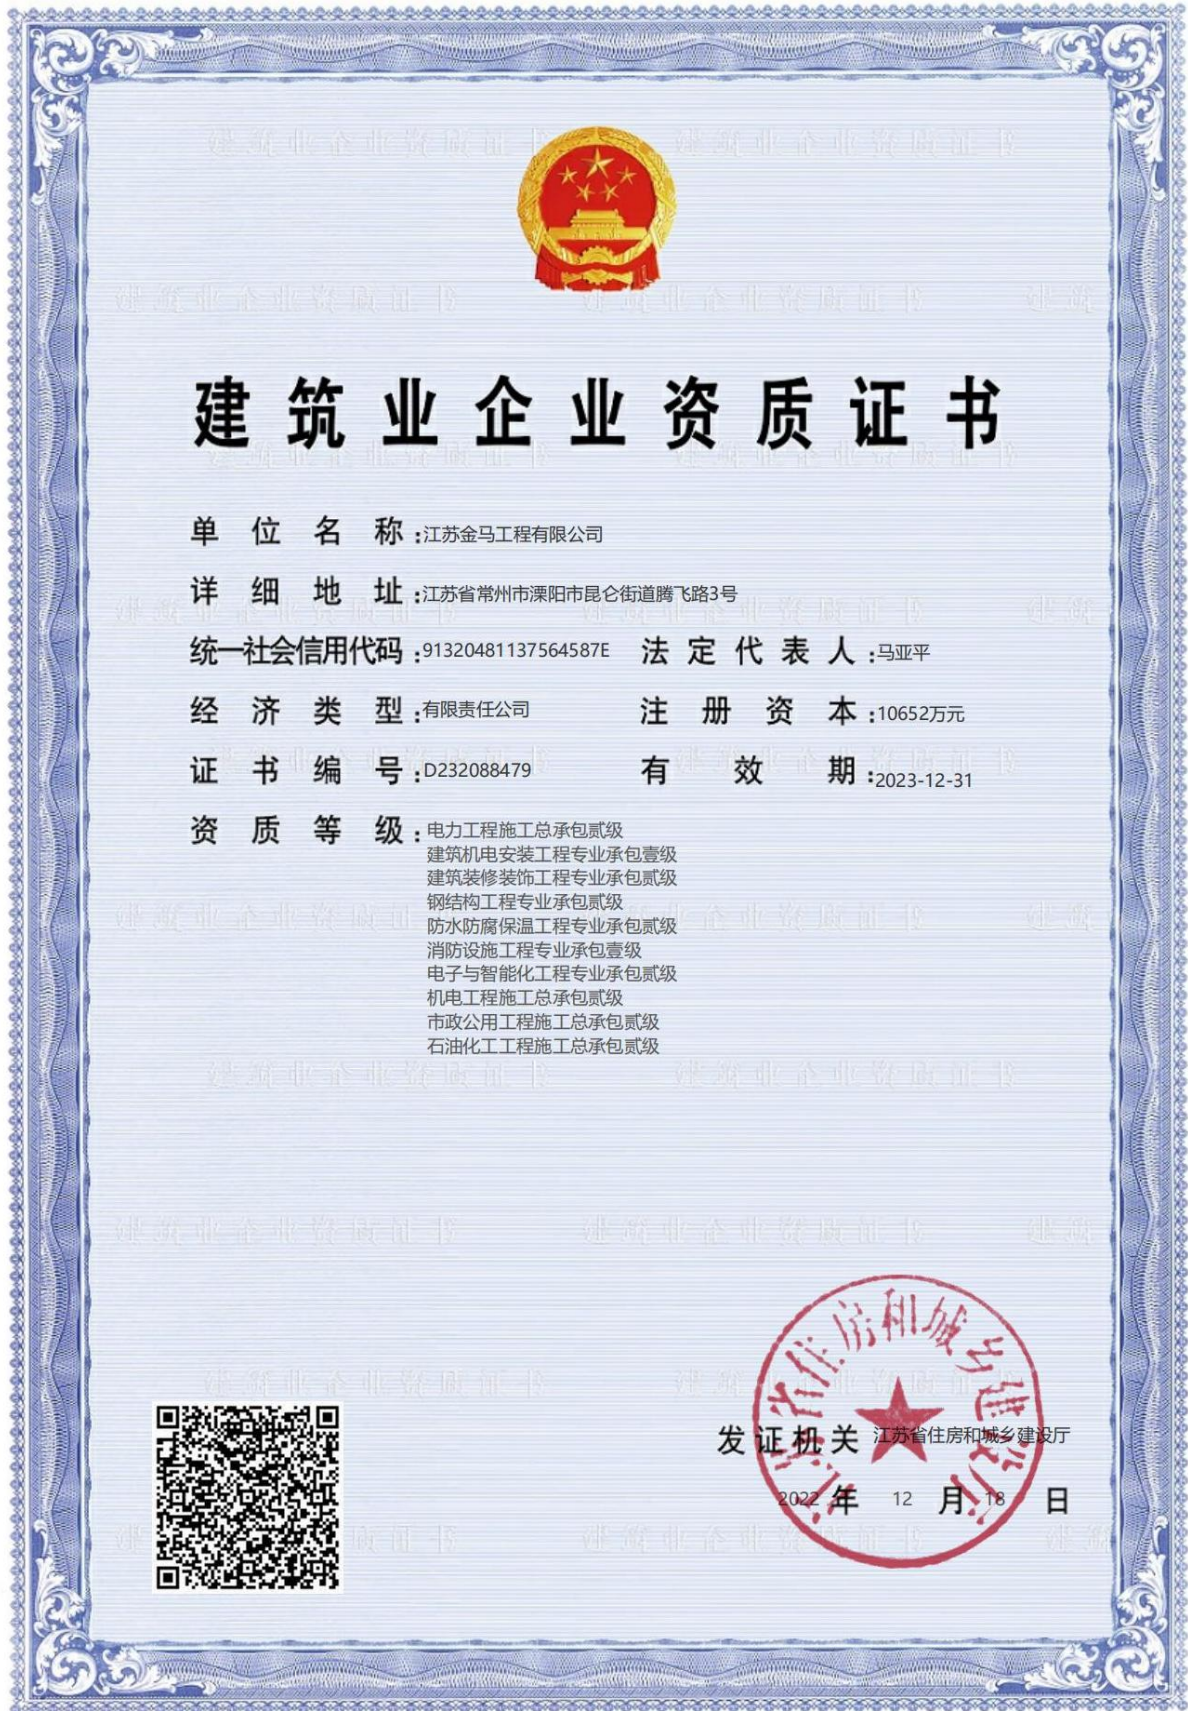 建筑业企业资质证书
单位名称：江苏金马工程有限公司
详细地址：江苏省常州市溧阳市昆仑街道腾飞路3号
统一社会信用代码：91320481137564587E 法定代表人：马亚平
经济类型：有限责任公司 注册资本：10652万元
证书编号：D232088479 有效期：2023-12-31
资质等级：电力工程施工总承包贰级
建筑机电安装工程专业承包壹级
建筑装修装饰工程专业承包贰级
钢结构工程专业承包贰级
防水防腐保温工程专业承包贰级
消防设施工程专业承包壹级
电子与智能化工程专业承包贰级
机电工程施工总承包贰级
市政公用工程施工总承包贰级
石油化工工程施工总承包贰级
江苏省住房和城乡建设厅
发证机关 江苏省住房和城乡建设厅
2022 年 12 月 18 日